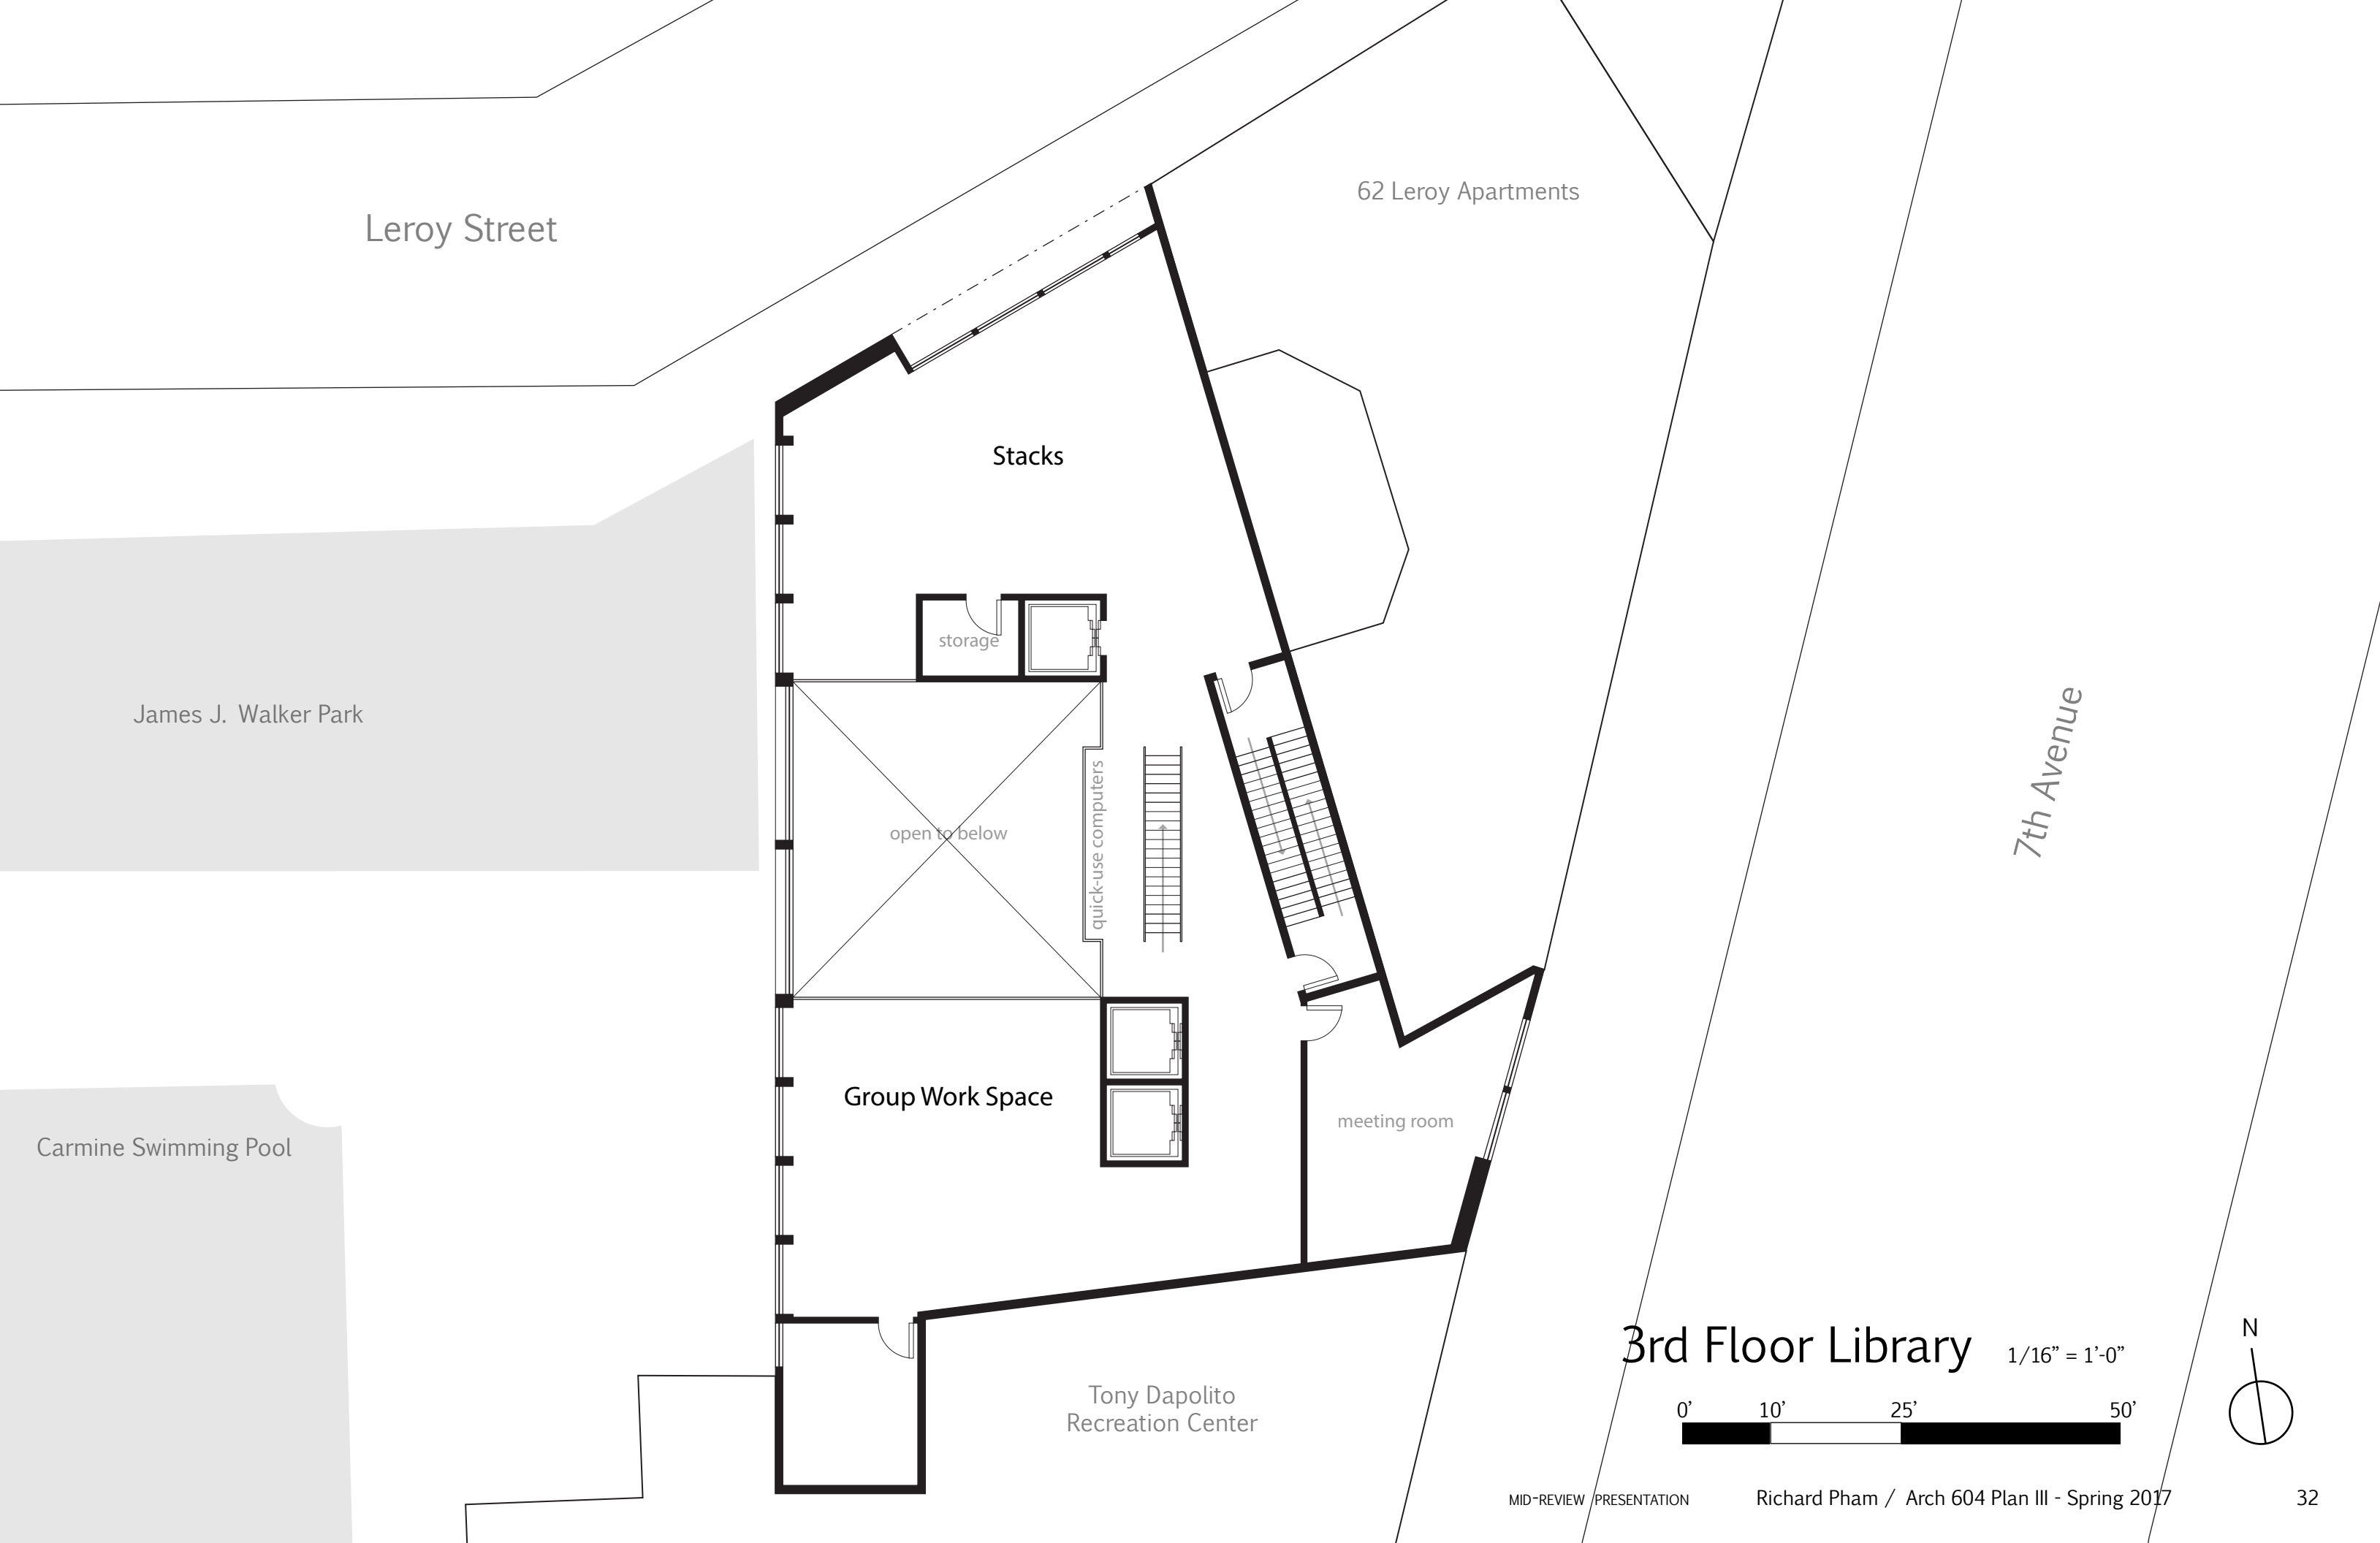 62 Leroy Apartments
Leroy Street
Stacks
storage
James J. Walker Park
7th Avenue
open to below
quick-use computers
Group Work Space
meeting room
Carmine Swimming Pool
3rd Floor Library 1/16” = 1’-0”
N
Tony Dapolito
Recreation Center
0’ 10’ 25’ 50’
MID-REVIEW PRESENTATION Richard Pham / Arch 604 Plan III - Spring 2017 32